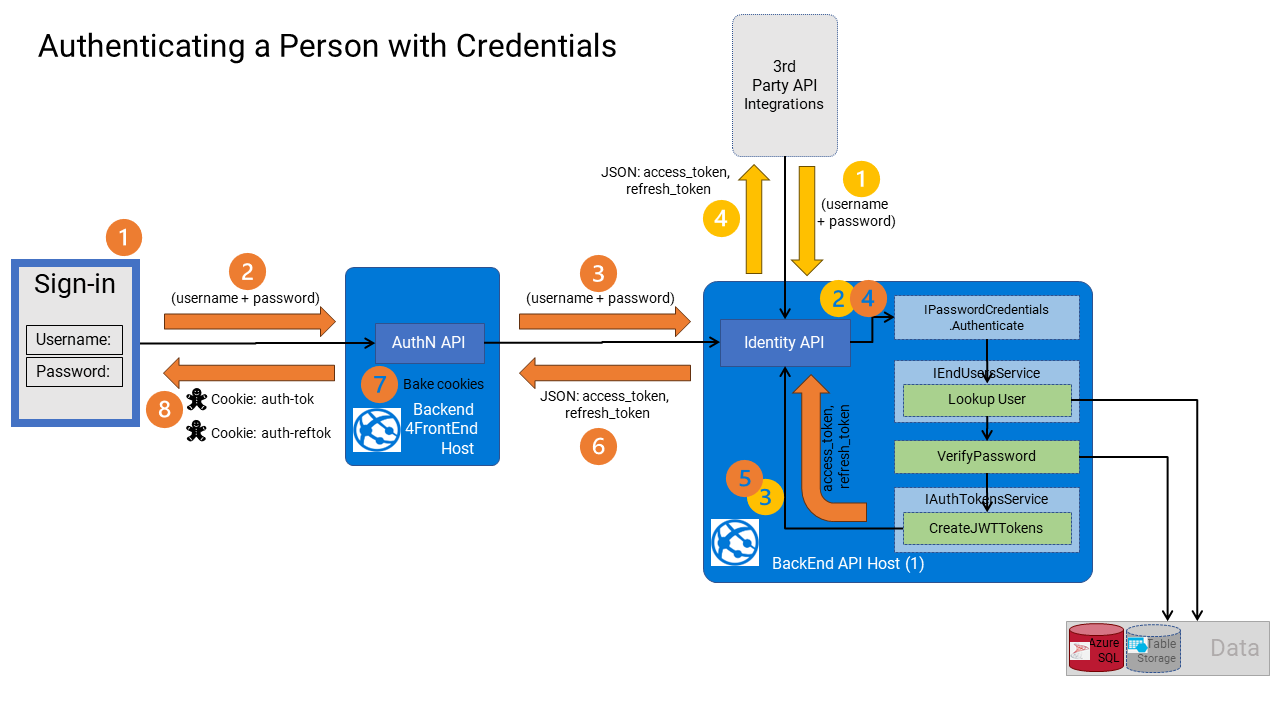 Authenticating a Person with Credentials
3rd
Party API
Integrations
JSON: access_token,
refresh_token
4
1
(username
+ password)
1
Sign-in
Username:
Password:
2
(username + password)
8
Cookie: auth-tok
Cookie: auth-reftok
AuthN API
7
Bake cookies
Backend
4FrontEnd
Host
3
(username + password)
JSON: access_token,
refresh_token
6
2
4
Identity API
IPasswordCredentials
.Authenticate
IEndUsersService
Lookup User
VerifyPassword
IAuthTokensService
CreateJWTTokens
access_token,
refresh_token
5
3
BackEnd API Host (1)
Azure
SQL
Table
Storage
Data